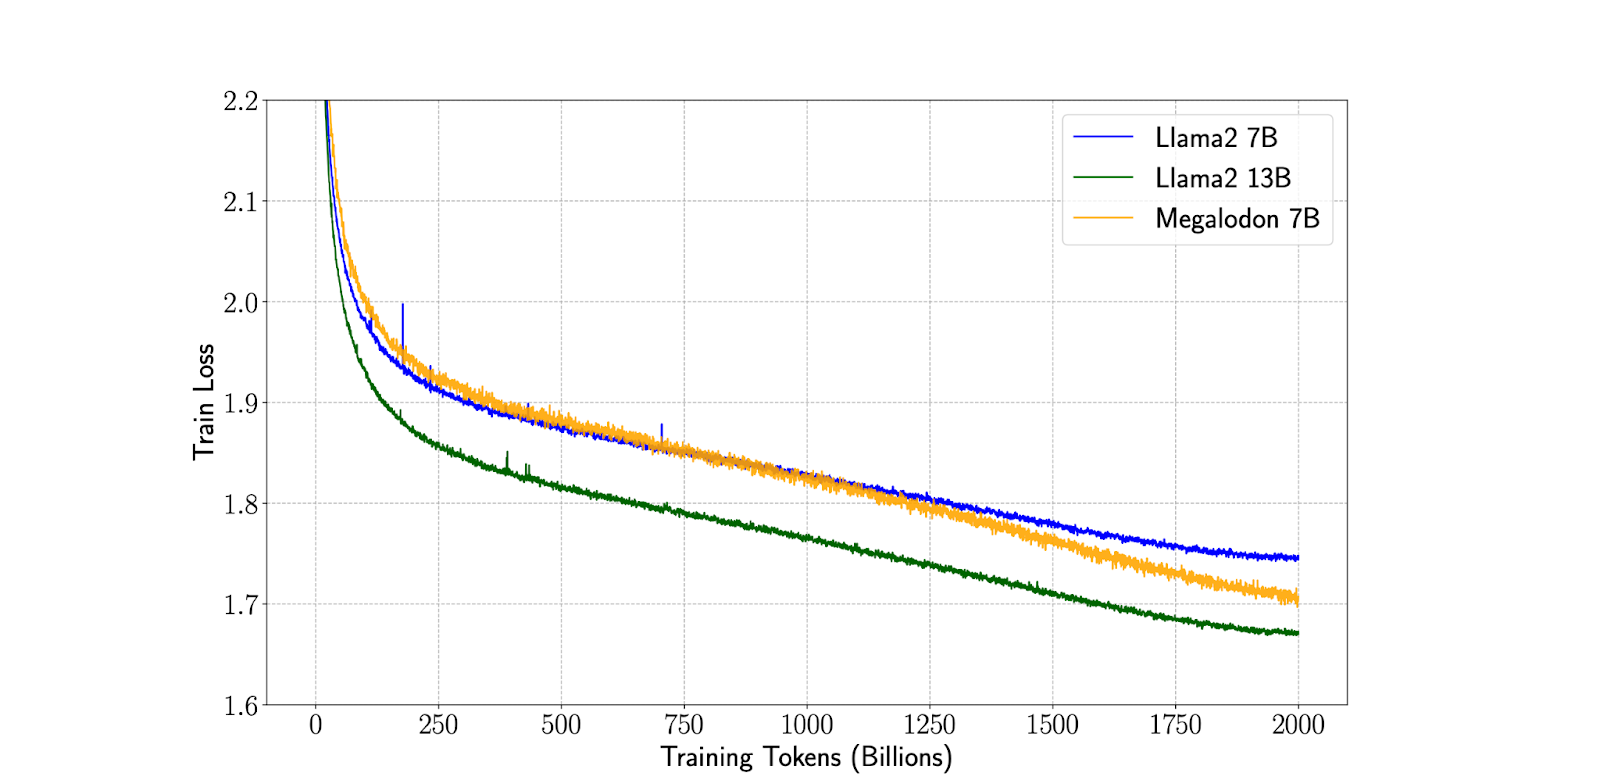 2.2
2.1
2.0
1.9
1.8
1.7
1.6
Train Loss
Llama2 7B
Llama2 13B
Megalodon 7B
0 250 500 750 1000 1250 1500 1750 2000
Training Tokens (Billions)